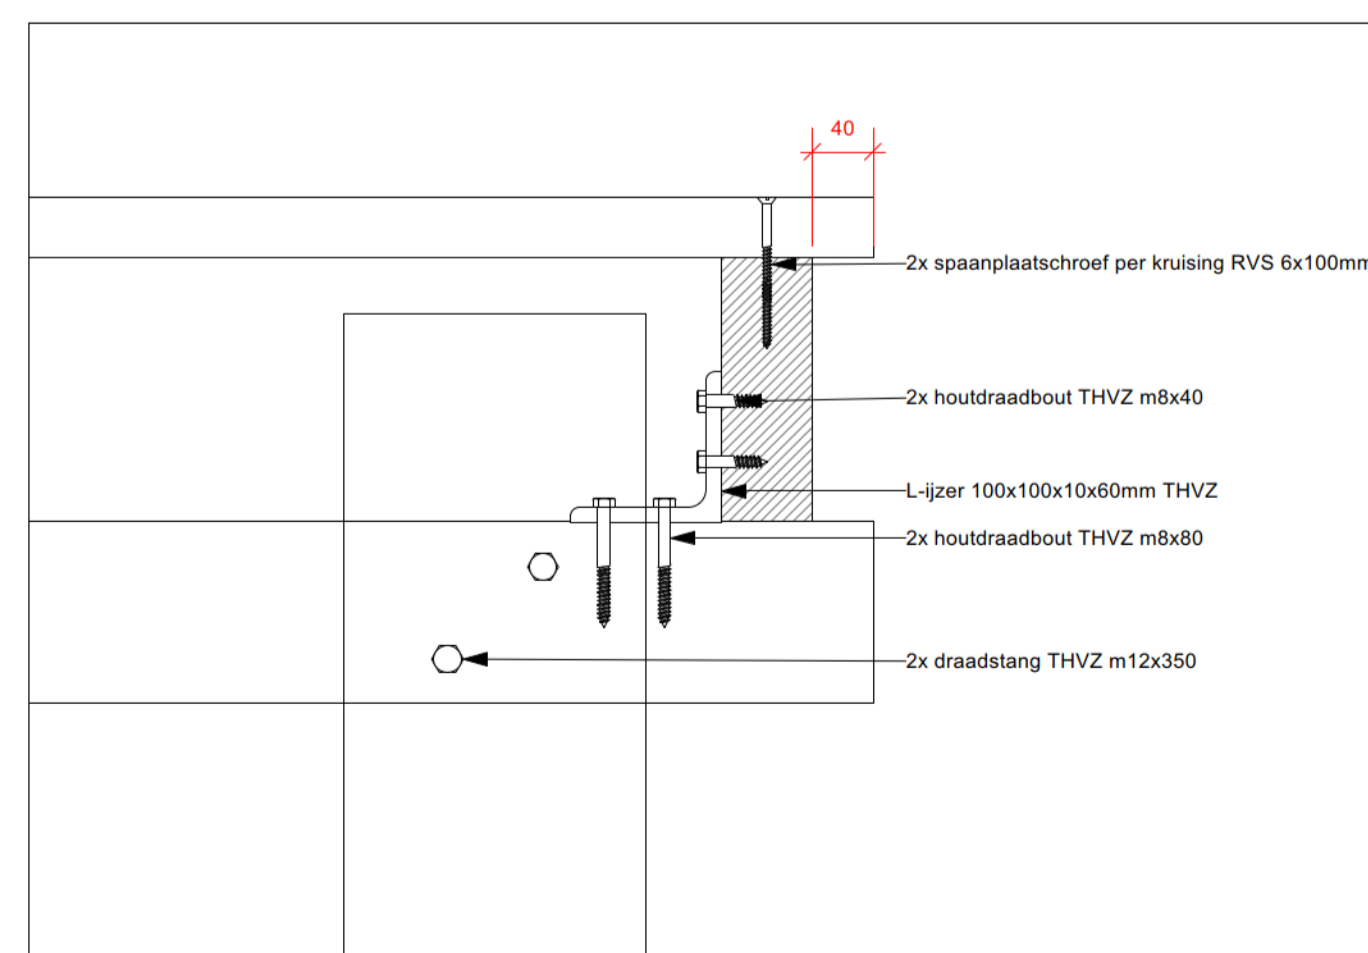 40
2x spaanplaatschroef per kruising RVS 6x100mm
2x houtdraadbout THVZ m8x40
L-ijzer 100x100x10x60mm THVZ
2x houtdraadbout THVZ m8x80
2x draadstang THVZ m12x350